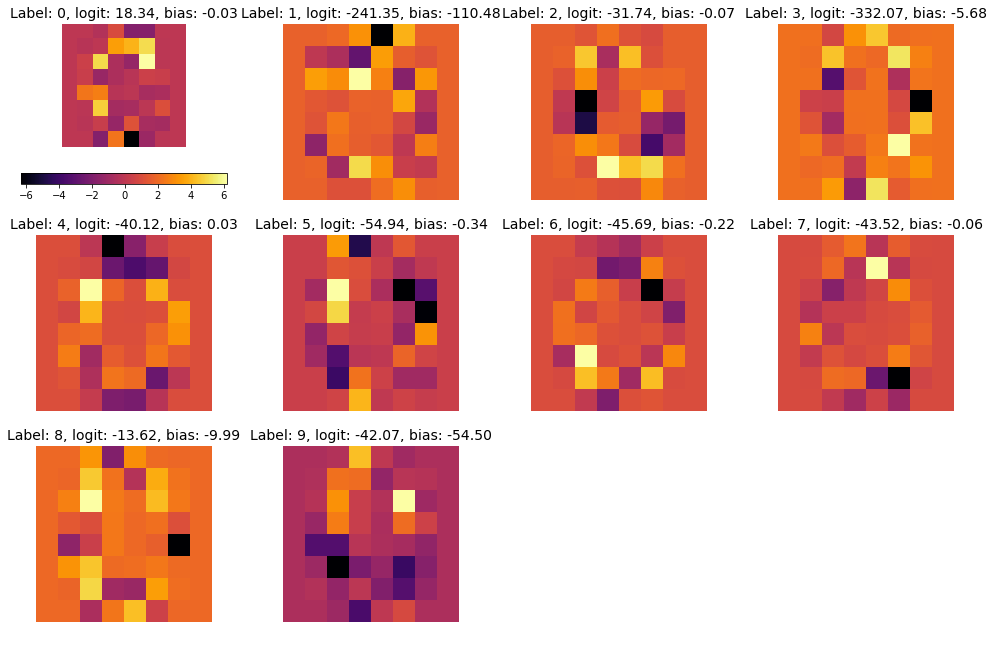 Label: 0, logit: 18.34, bias: -0.03
Label: 1, logit: -241.35, bias: -110.48
Label: 2, logit: -31.74, bias: -0.07
Label: 3, logit: -332.07, bias: -5.68
−6 −4 −2 0 2 4 6
Label: 4, logit: -40.12, bias: 0.03
Label: 5, logit: -54.94, bias: -0.34
Label: 6, logit: -45.69, bias: -0.22
Label: 7, logit: -43.52, bias: -0.06
Label: 8, logit: -13.62, bias: -9.99
Label: 9, logit: -42.07, bias: -54.50